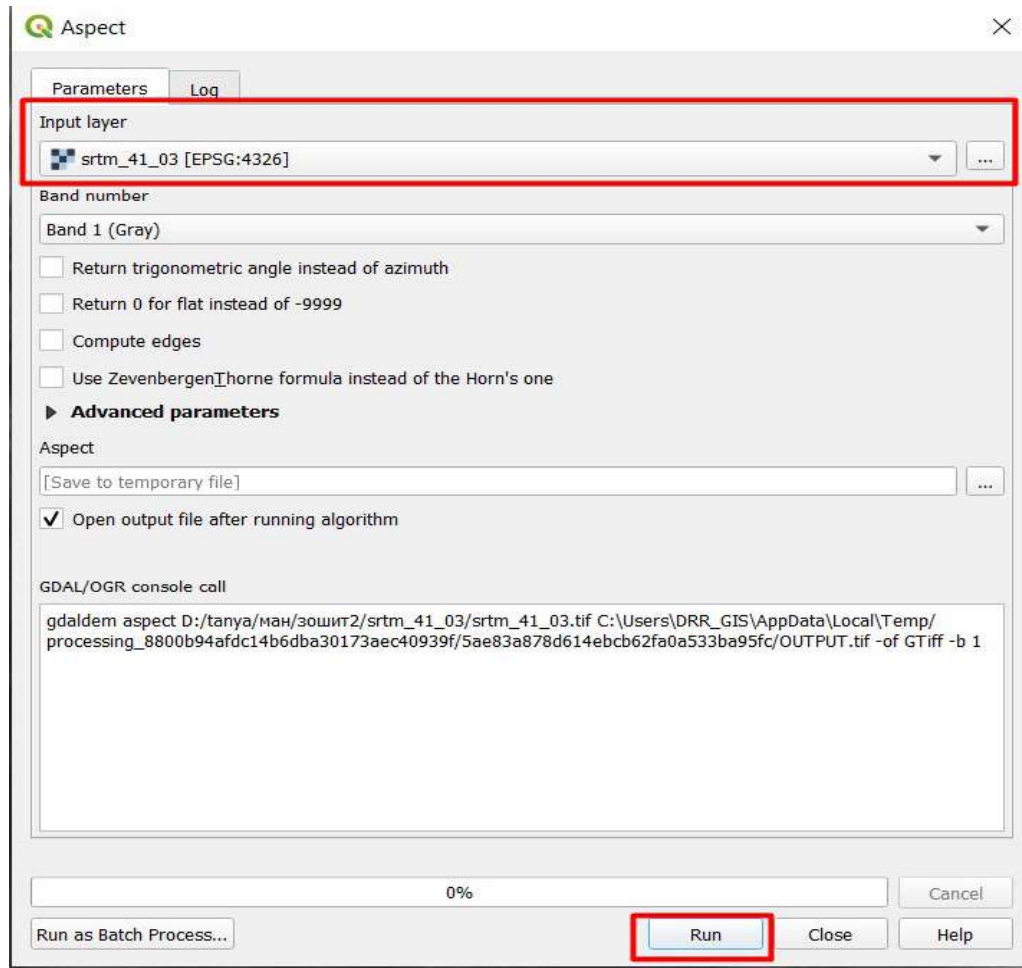 Aspect
Parameters
Log
Input layer
srtm_41_03 [EPSG:4326]
...
Band number
Band 1 (Gray)
Return trigonometric angle instead of azimuth
Return 0 for flat instead of -9999
Compute edges
Use ZevenbergenThorne formula instead of the Horn's one
Advanced parameters
Aspect
[Save to temporary file]
...
Open output file after running algorithm
GDAL/OGR console call
gdaldem aspect D:/tanya/ман/зошит2/srtm_41_03/srtm_41_03.tif C:\Users\DRR_GIS\AppData\Local\Temp/
processing_8800b94afdc14b6dba30173aec40939f/5ae83a878d614ebcb62fa0a533ba95fc/OUTPUT.tif -of GTiff -b 1
0%
Cancel
Run as Batch Process...
Run
Close
Help